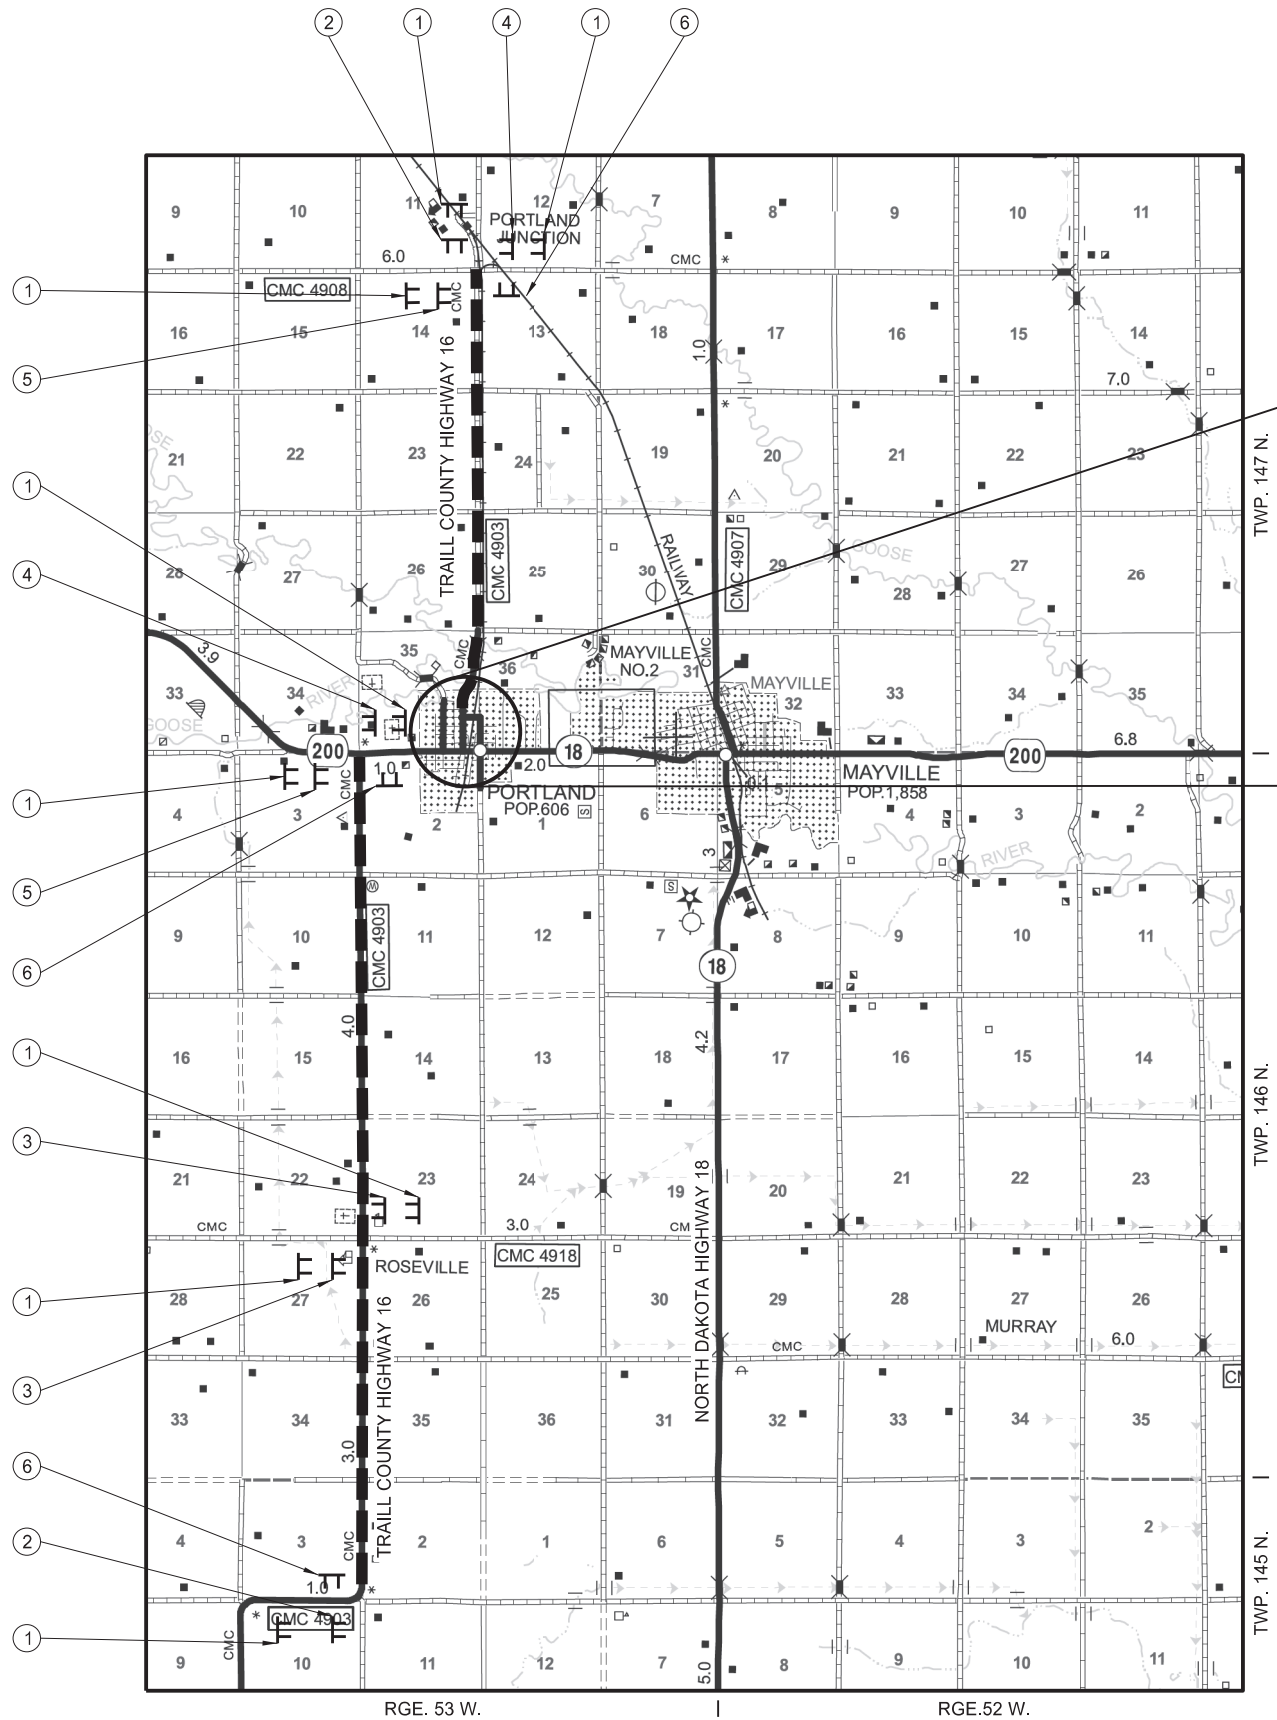 2 1 4 1 6
9 10 11 12 7 8 9 10 11
PORTLAND
JUNCTION
6.0 CMC *
1 CMC 4908 CMC
16 15 14 13 18 1.0 17 16 15 14
5
7.0
TRAILL COUNTY HIGHWAY 16
*
21 22 23 24 19 20 21 22 23
TWP. 147 N.
1
CMC 4903
RAILWAY
CMC 4907
GOOSE
4
28 27 26 25 30 29 28 27 26
3.9
35 CMC 36 MAYVILLE
NO.2
31 CMC
MAYVILLE
33 34 RIVER 32 33 34 35
GOOSE
*
200 18 200 6.8
1 CMC 1.0 2.0
PORTLAND
POP.606 S
MAYVILLE
POP.1,858
4 3 2 1 6 5 4 3 2
3
RIVER
5
W S
CMC 4903
9 10 11 12 7 8 9 10 11
6
18
4.0 4.2
1
16 15 14 13 18 17 16 15 14
TWP. 146 N.
3
21 22 23 24 19 20 21 22 23
CMC 3.0 CM
NORTH DAKOTA HIGHWAY 18
*
ROSEVILLE
CMC 4918
1
28 27 26 25 30 29 28 27 26
MURRAY
6.0
CMC
3
TRAILL COUNTY HIGHWAY 16
33 34 35 36 31 32 33 34 35
3.0
6
4 3 2 1 6 5 4 3 2
CMC
2
1.0
*
* CMC 4903
TWP. 145 N.
1
CMC
9 10 11 12 7 8 9 10 11
5.0
RGE. 53 W. RGE.52 W.